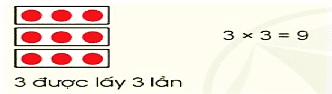 3 × 3 = 9
3 được lấy 3 lần